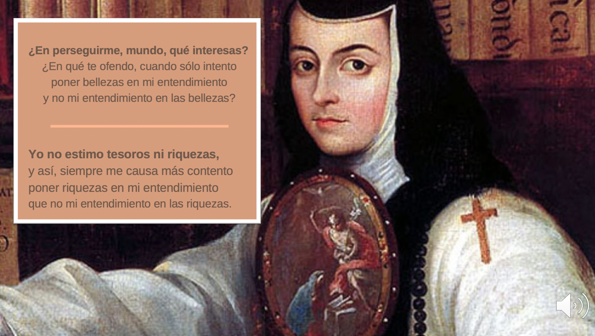 ¿En perseguirme, mundo, qué interesas?
¿En qué te ofendo, cuando sólo intento
poner bellezas en mi entendimiento
y no mi entendimiento en las bellezas?
Yo no estimo tesoros ni riquezas,
y así, siempre me causa más contento
poner riquezas en mi entendimiento
que no mi entendimiento en las riquezas.